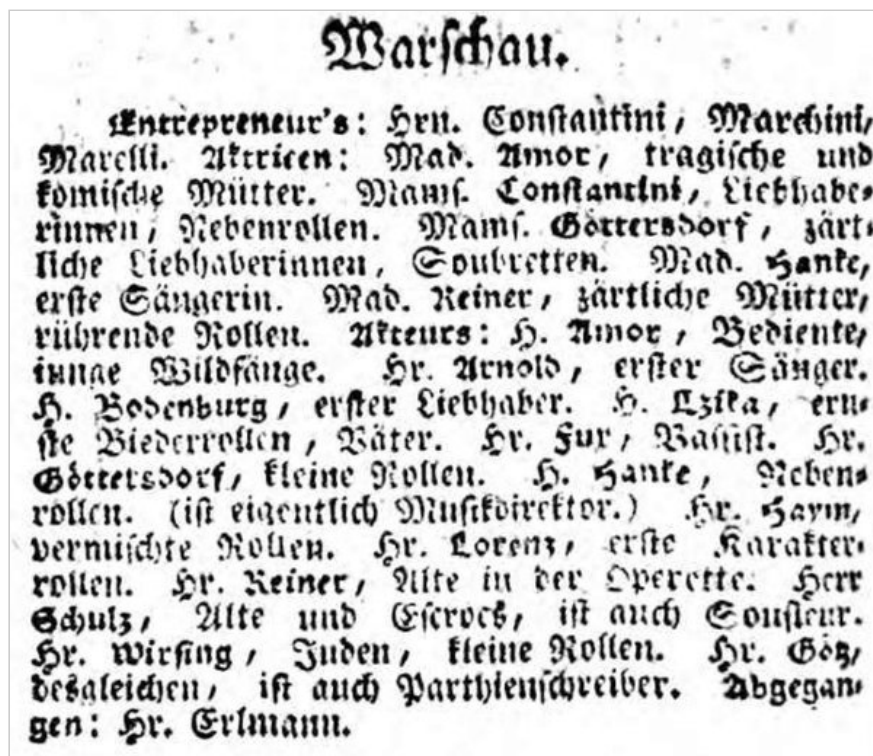 Warschau.
Entrepreneur's: Hrn. Constantini, Marchini,
Marelli. Aktricen: Mad. Amor, tragische und
komische Mütter. Mams. Constantini, Liebhabe-
rinnen, Nebenrollen. Mams. Göttersdorf, zärt-
liche Liebhaberinnen, Soubretten. Mad. Hanke,
erste Sängerin. Mad. Reiner, zärtliche Mütter,
rührende Rollen. Akteurs: H. Amor, Bediente,
iunge Wildfänge. Hr. Arnold, erster Sänger.
H. Bodenburg, erster Liebhaber. H. Czika, ern-
ste Biederrollen, Väter. Hr. Fur, Bassist. Hr.
Göttersdorf, kleine Rollen. H. Hanke, Neben-
rollen. (ist eigentlich Musikdirektor.) Hr. Haym,
vermischte Rollen. Hr. Lorenz, erste Karakter-
rollen. Hr. Reiner, Alte in der Operette. Herr
Schulz, Alte und Escrocs, ist auch Soufleur.
Hr. Wirsing, Juden, kleine Rollen. Hr. Götz,
desgleichen, ist auch Parthienschreiber. Abgegan-
gen: Hr. Erlmann.